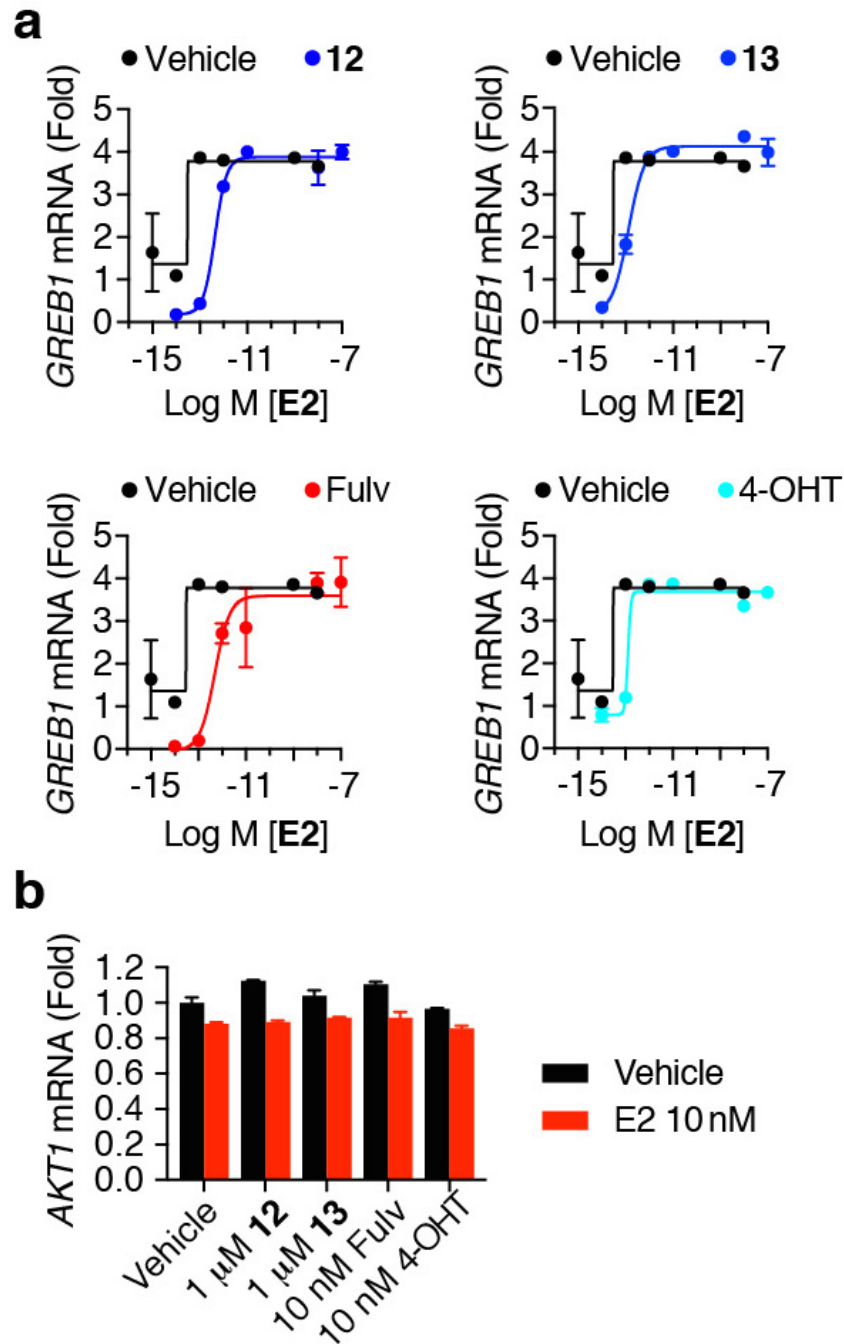 a
Vehicle 12
GREB1 mRNA (Fold)
5
4
3
2
1
0
-15 -11 -7
Log M [E2]
Vehicle 13
GREB1 mRNA (Fold)
5
4
3
2
1
0
-15 -11 -7
Log M [E2]
Vehicle Fulv
GREB1 mRNA (Fold)
5
4
3
2
1
0
-15 -11 -7
Log M [E2]
Vehicle 4-OHT
GREB1 mRNA (Fold)
5
4
3
2
1
0
-15 -11 -7
Log M [E2]
b
AKT1 mRNA (Fold)
1.2
1.0
0.8
0.6
0.4
0.2
0.0
Vehicle
1 μM 12
1 μM 13
10 nM Fulv
10 nM 4-OHT
Vehicle
E2 10 nM